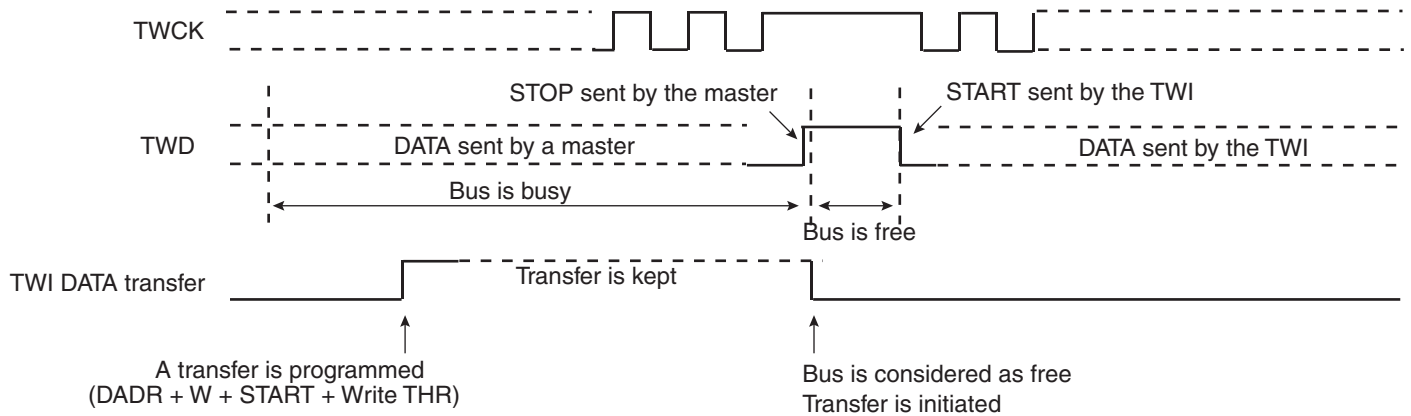 TWCK
STOP sent by the master
START sent by the TWI
TWD
DATA sent by a master
DATA sent by the TWI
Bus is busy
Bus is free
TWI DATA transfer
Transfer is kept
A transfer is programmed
(DADR + W + START + Write THR)
Bus is considered as free
Transfer is initiated